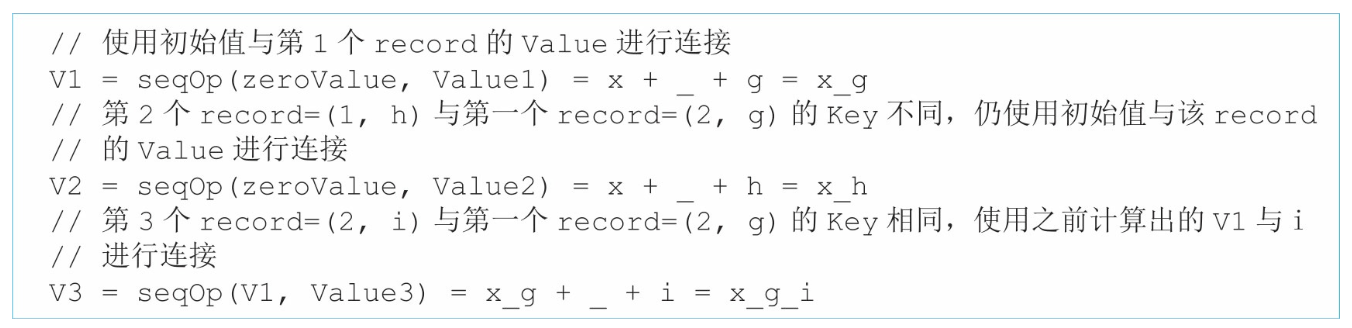 // 使用初始值与第 1 个 record 的 Value 进行连接
V1 = seqOp(zeroValue, Value1) = x + _ + g = x_g
// 第 2 个 record=(1, h) 与第一个 record=(2, g) 的 Key 不同，仍使用初始值与该 record
// 的 Value 进行连接
V2 = seqOp(zeroValue, Value2) = x + _ + h = x_h
// 第 3 个 record=(2, i) 与第一个 record=(2, g) 的 Key 相同，使用之前计算出的 V1 与 i
// 进行连接
V3 = seqOp(V1, Value3) = x_g + _ + i = x_g_i